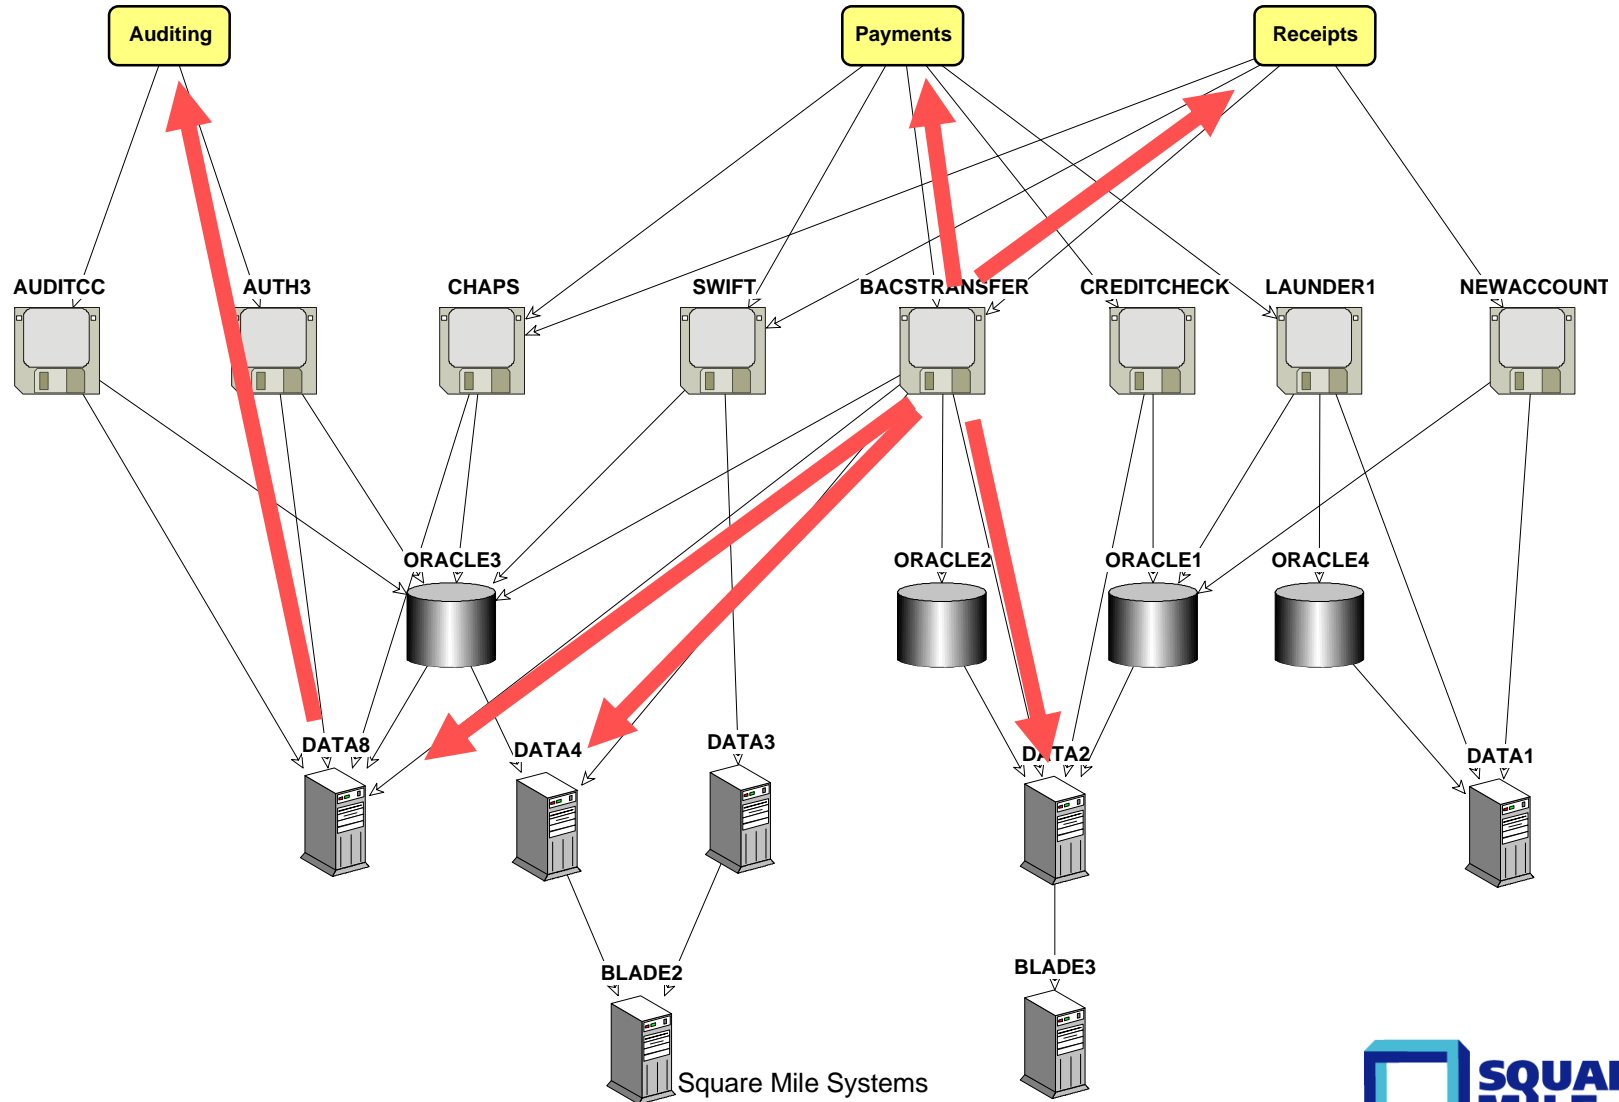 Auditing
Payments
Receipts
AUDITCC
AUTH3
CHAPS
SWIFT
BACSTRANSFER
CREDITCHECK
LAUNDER1
NEWACCOUNT
ORACLE3
ORACLE2
ORACLE1
ORACLE4
DATA8
DATA4
DATA3
DATA2
DATA1
BLADE2
BLADE3
Square Mile Systems